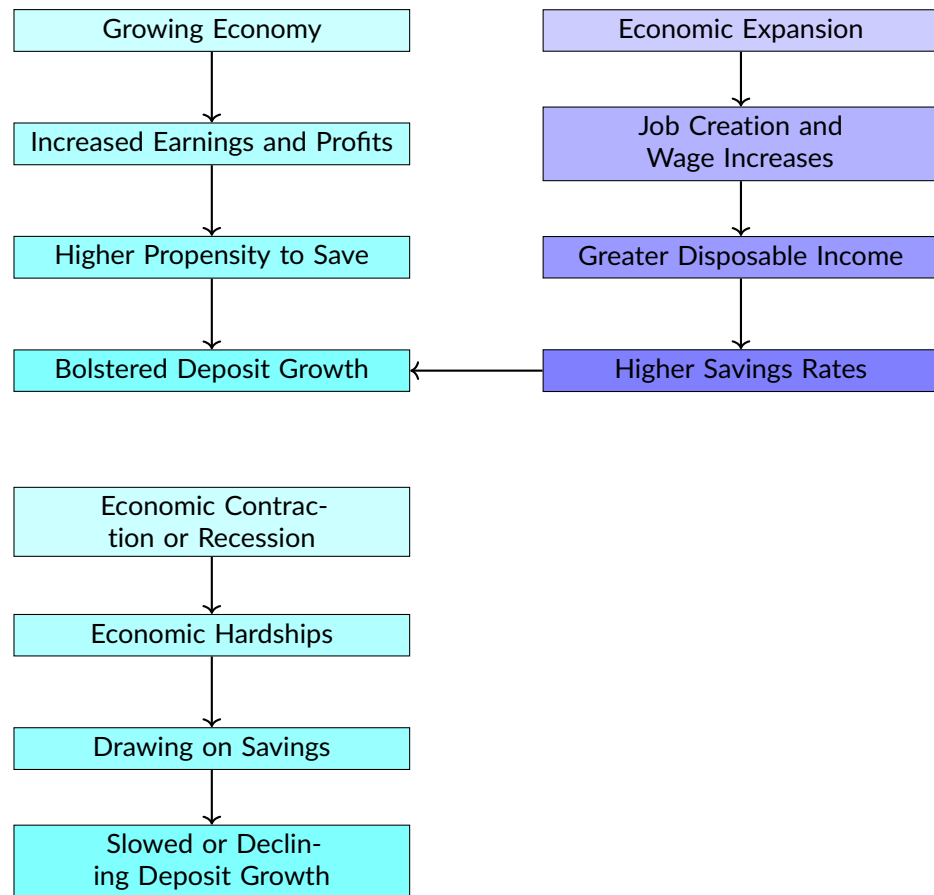 Growing Economy
Increased Earnings and Profits
Higher Propensity to Save
Bolstered Deposit Growth
Economic Expansion
Job Creation and
Wage Increases
Greater Disposable Income
Higher Savings Rates
Economic Contrac-
tion or Recession
Economic Hardships
Drawing on Savings
Slowed or Declin-
ing Deposit Growth